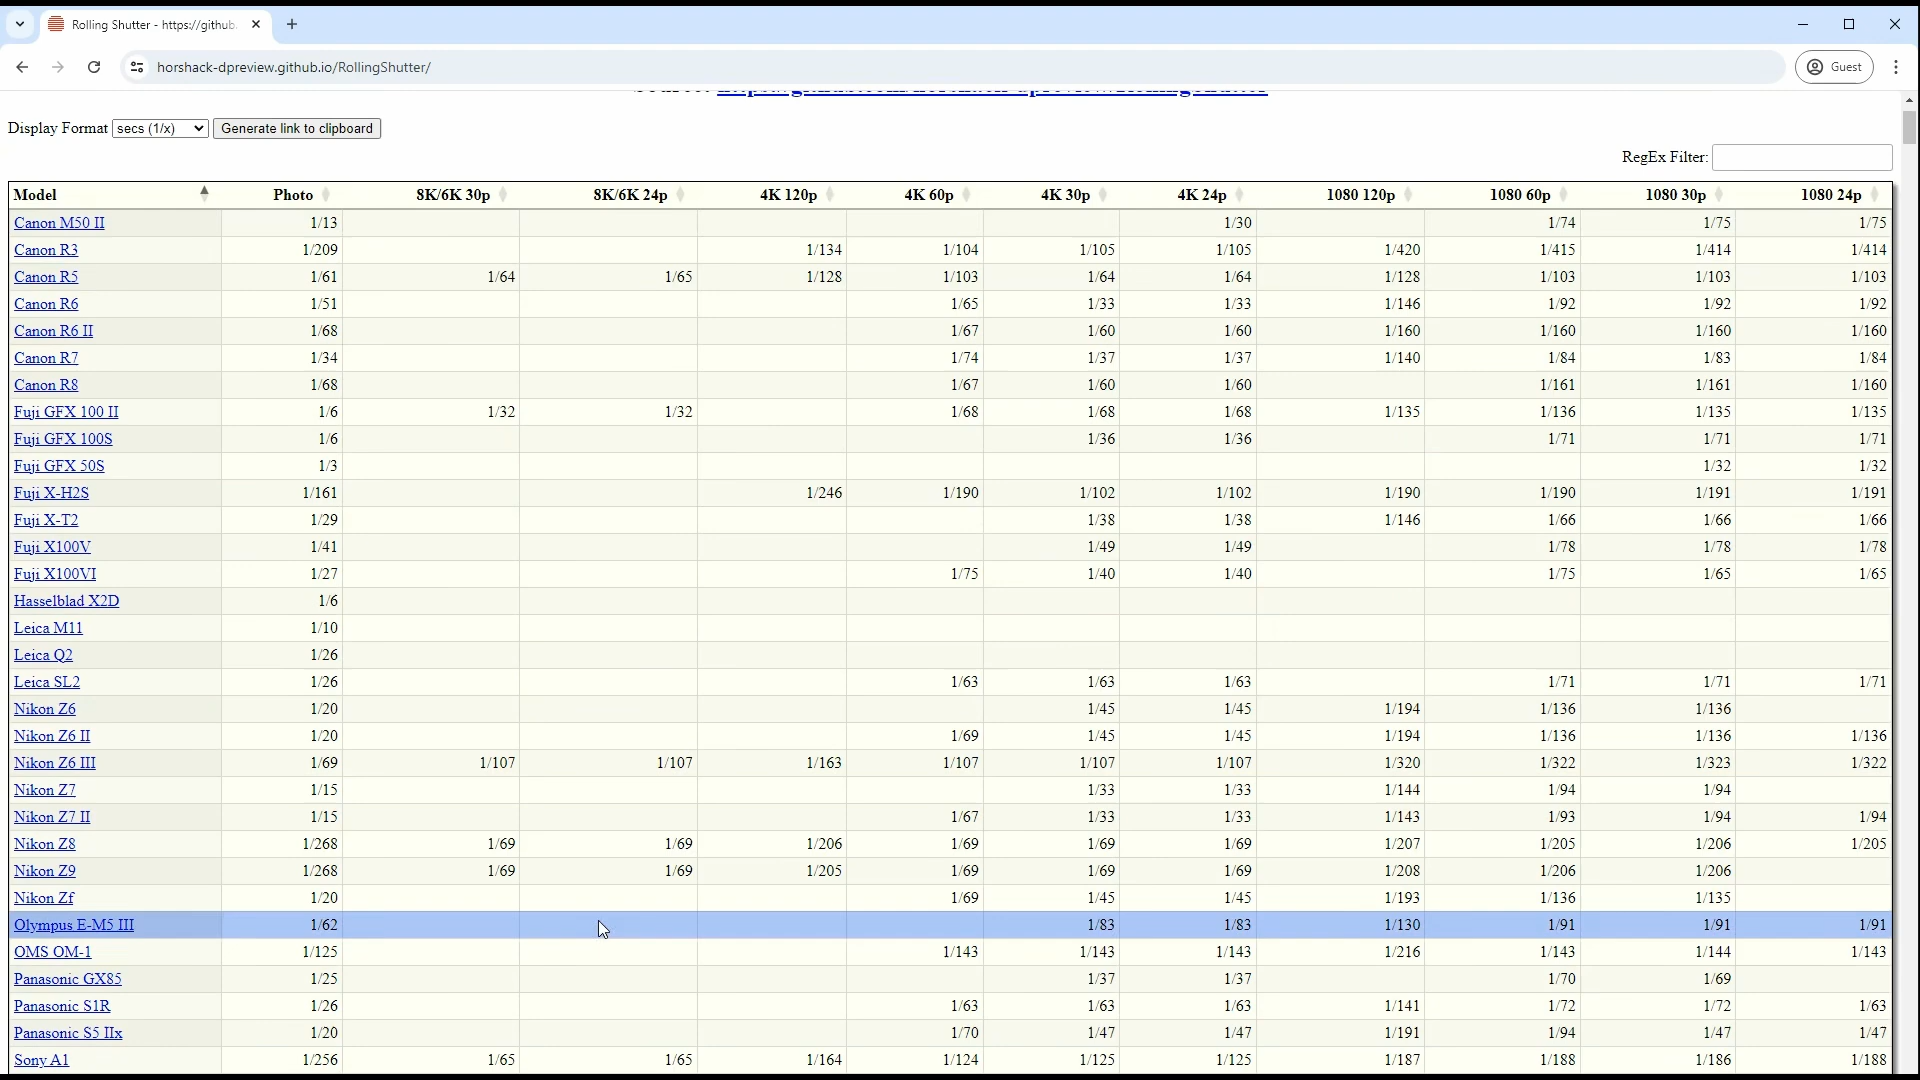 Rolling Shutter - https://github.
horshack-dpreview.github.io/RollingShutter/
Guest
Source: https://github.com/horshack-dpreview/RollingShutter
Display Format secs (1/x) Generate link to clipboard
RegEx Filter:
Model Photo 8K/6K 30p 8K/6K 24p 4K 120p 4K 60p 4K 30p 4K 24p 1080 120p 1080 60p 1080 30p 1080 24p
Canon M50 II 1/13 1/30 1/74 1/75 1/75
Canon R3 1/209 1/134 1/104 1/105 1/105 1/420 1/415 1/414 1/414
Canon R5 1/61 1/64 1/65 1/128 1/103 1/64 1/64 1/128 1/103 1/103 1/103
Canon R6 1/51 1/65 1/33 1/33 1/146 1/92 1/92 1/92
Canon R6 II 1/68 1/67 1/60 1/60 1/160 1/160 1/160 1/160
Canon R7 1/34 1/74 1/37 1/37 1/140 1/84 1/83 1/84
Canon R8 1/68 1/67 1/60 1/60 1/161 1/161 1/160
Fuji GFX 100 II 1/6 1/32 1/32 1/68 1/68 1/68 1/135 1/136 1/135 1/135
Fuji GFX 100S 1/6 1/36 1/36 1/71 1/71 1/71
Fuji GFX 50S 1/3 1/32 1/32
Fuji X-H2S 1/161 1/246 1/190 1/102 1/102 1/190 1/190 1/191 1/191
Fuji X-T2 1/29 1/38 1/38 1/146 1/66 1/66 1/66
Fuji X100V 1/41 1/49 1/49 1/78 1/78 1/78
Fuji X100VI 1/27 1/75 1/40 1/40 1/75 1/65 1/65
Hasselblad X2D 1/6
Leica M11 1/10
Leica Q2 1/26
Leica SL2 1/26 1/63 1/63 1/63 1/71 1/71 1/71
Nikon Z6 1/20 1/45 1/45 1/194 1/136 1/136
Nikon Z6 II 1/20 1/69 1/45 1/45 1/194 1/136 1/136 1/136
Nikon Z6 III 1/69 1/107 1/107 1/163 1/107 1/107 1/107 1/320 1/322 1/323 1/322
Nikon Z7 1/15 1/33 1/33 1/144 1/94 1/94
Nikon Z7 II 1/15 1/67 1/33 1/33 1/143 1/93 1/94 1/94
Nikon Z8 1/268 1/69 1/69 1/206 1/69 1/69 1/69 1/207 1/205 1/206 1/205
Nikon Z9 1/268 1/69 1/69 1/205 1/69 1/69 1/69 1/208 1/206 1/206
Nikon Zf 1/20 1/69 1/45 1/45 1/193 1/136 1/135
Olympus E-M5 III 1/62 1/83 1/83 1/130 1/91 1/91 1/91
OMS OM-1 1/125 1/143 1/143 1/143 1/216 1/143 1/144 1/143
Panasonic GX85 1/25 1/37 1/37 1/70 1/69
Panasonic S1R 1/26 1/63 1/63 1/63 1/141 1/72 1/72 1/63
Panasonic S5 IIx 1/20 1/70 1/47 1/47 1/191 1/94 1/47 1/47
Sony A1 1/256 1/65 1/65 1/164 1/124 1/125 1/125 1/187 1/188 1/186 1/188